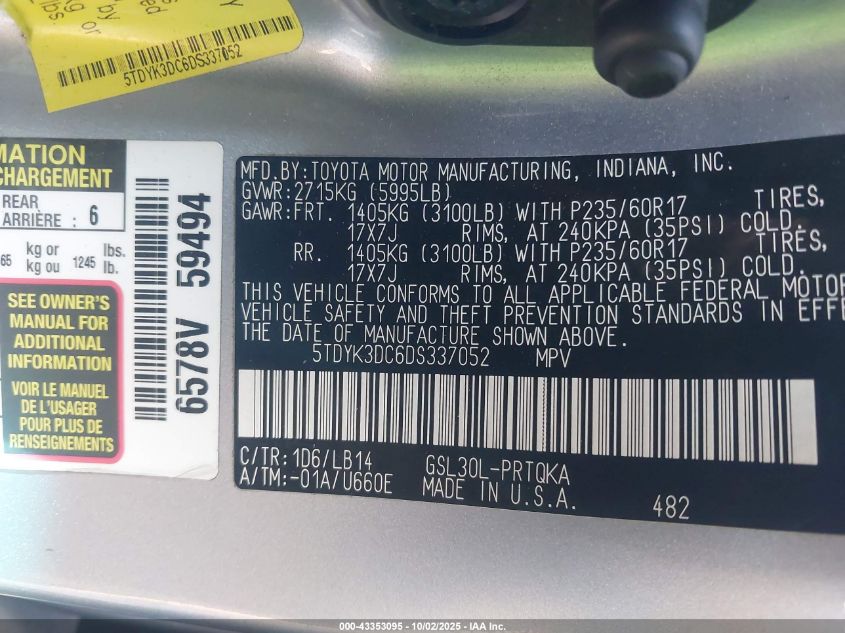 Y
kg or
lbs
by
5TDYK3DC6DS337052
MATION
CHARGEMENT
REAR
ARRIÈRE : 6
65 kg or
kg ou 1245 lbs.
lb.
SEE OWNER'S
MANUAL FOR
ADDITIONAL
INFORMATION
VOIR LE MANUEL
DE L'USAGER
POUR PLUS DE
RENSEIGNEMENTS
6578V 59494
MFD.BY:TOYOTA MOTOR MANUFACTURING, INDIANA, INC.
GVWR:2715KG (5995LB)
GAWR:FRT. 1405KG (3100LB) WITH P235/60R17 TIRES,
17X7J RIMS, AT 240KPA (35PSI) COLD.
RR. 1405KG (3100LB) WITH P235/60R17 TIRES,
17X7J RIMS, AT 240KPA (35PSI) COLD.
THIS VEHICLE CONFORMS TO ALL APPLICABLE FEDERAL MOTOR
VEHICLE SAFETY AND THEFT PREVENTION STANDARDS IN EFFE
THE DATE OF MANUFACTURE SHOWN ABOVE.
5TDYK3DC6DS337052 MPV
C/TR:1D6/LB14 GSL30L-PRTQKA
A/TM:-01A/U660E MADE IN U.S.A.
482
000-43353095 - 10/02/2025 - IAA Inc.